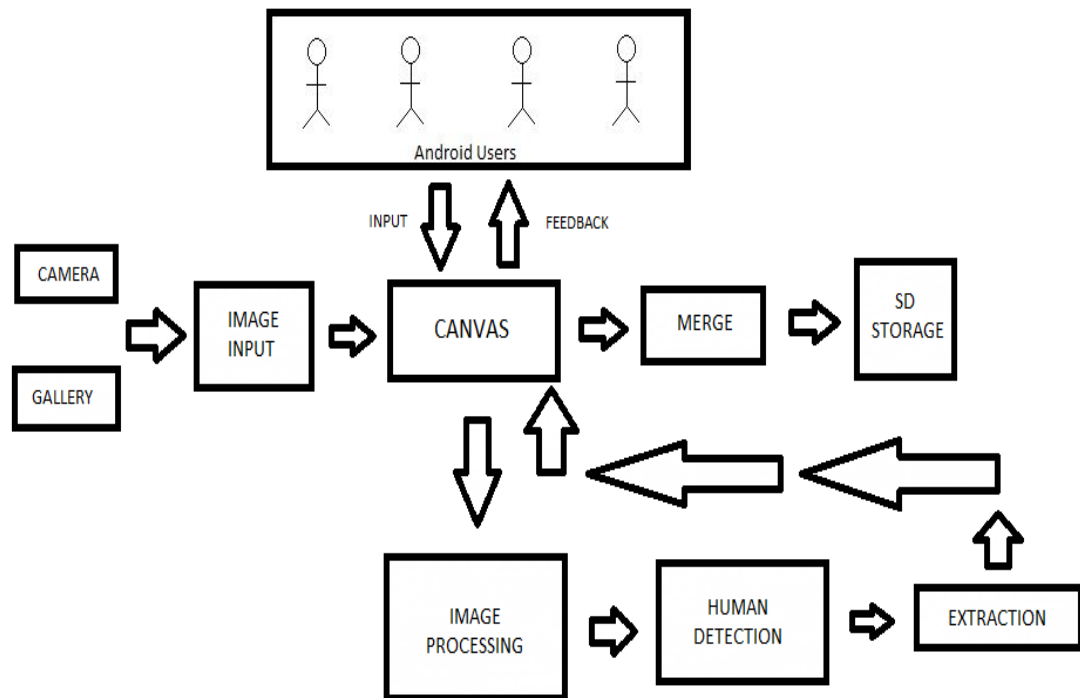 Android Users
INPUT
FEEDBACK
CAMERA
GALLERY
IMAGE
INPUT
CANVAS
MERGE
SD
STORAGE
IMAGE
PROCESSING
HUMAN
DETECTION
EXTRACTION